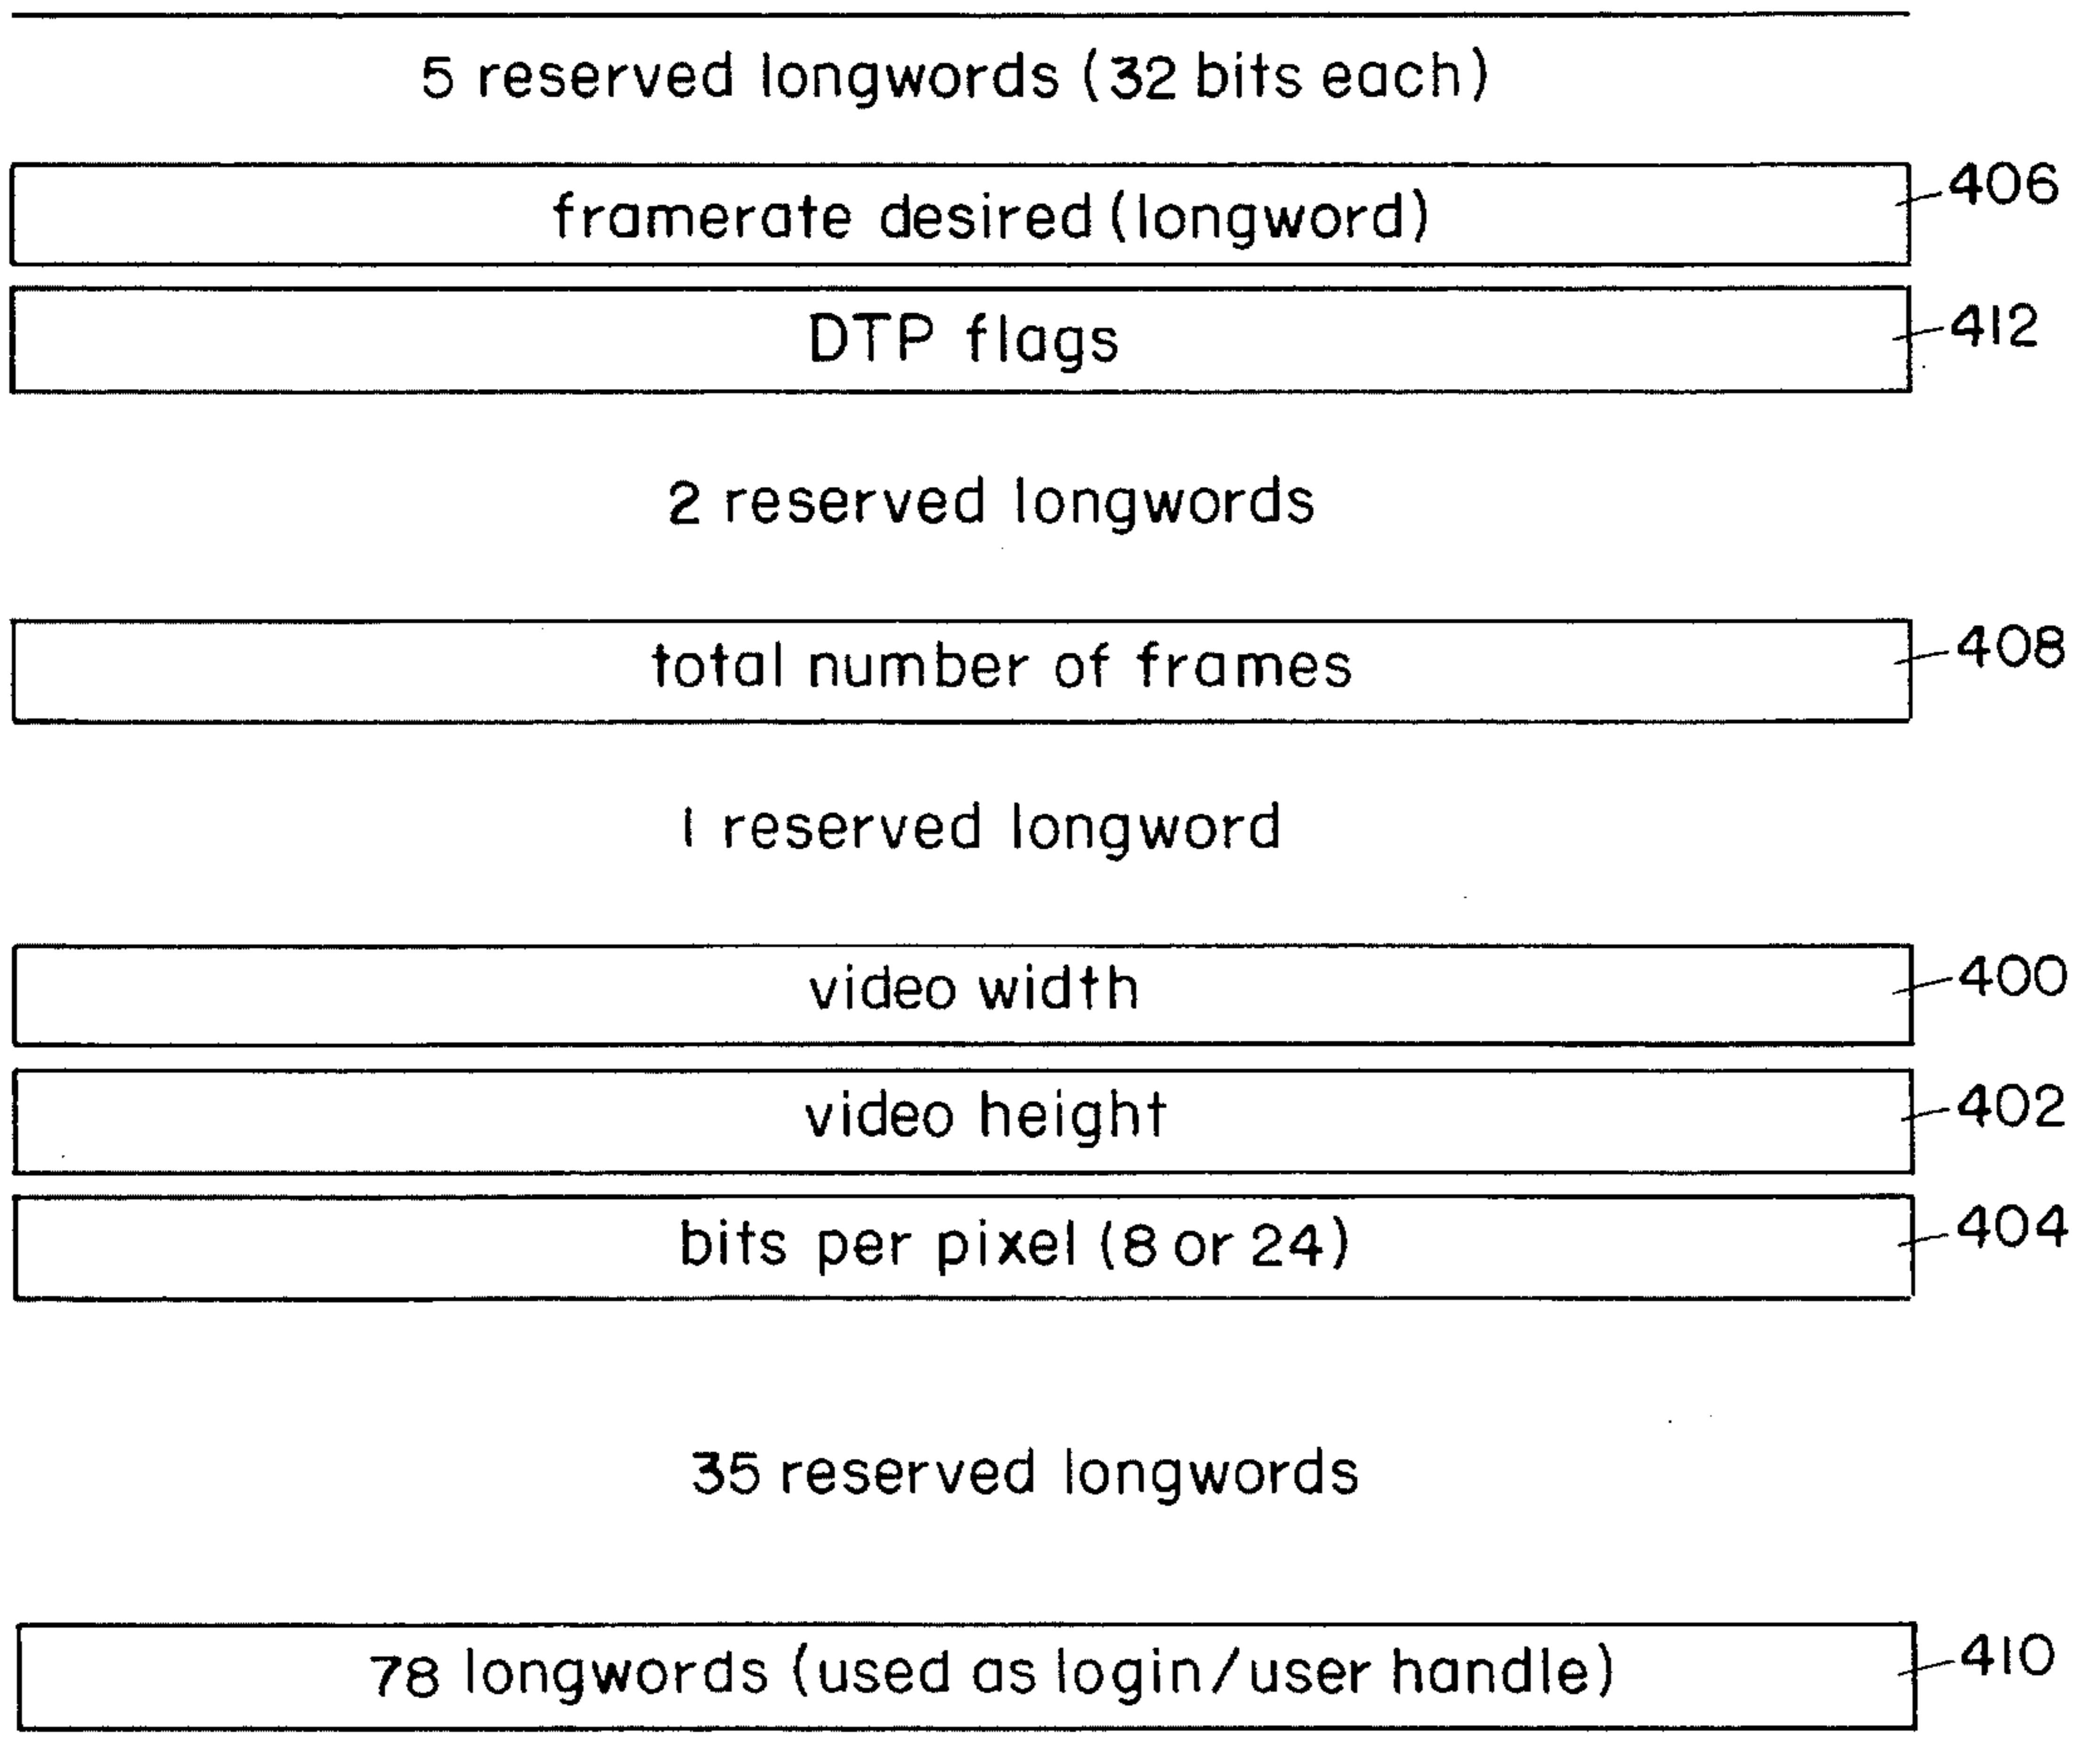 5 reserved longwords (32 bits each)
framerate desired (longword) 406
DTP flags 412
2 reserved longwords
total number of frames 408
1 reserved longword
video width 400
video height 402
bits per pixel (8 or 24) 404
35 reserved longwords
78 longwords (used as login/user handle) 410